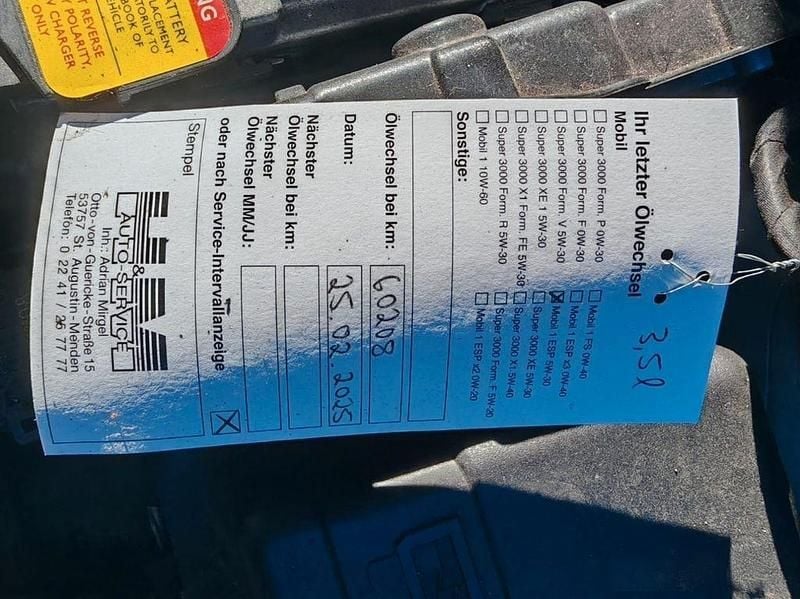 NG
BATTERY
PLACEMENT
ATORILY TO
BOOK OF
EHICLE
REVERSE
POLARITY.
V CHARGER
ONLY
Ihr letzter Ölwechsel 3,5l
Mobil
☐ Super 3000 Form. P 0W-30 ☐ Mobil 1 FS 0W-40
☐ Super 3000 Form. F 0W-30 ☐ Mobil 1 ESP X3 0W-40
☐ Super 3000 Form. V 5W-30 ☒ Mobil 1 ESP 5W-30
☐ Super 3000 XE 1 5W-30 ☐ Super 3000 XE 5W-30
☐ Super 3000 X1 Form. FE 5W-30 ☐ Super 3000 X1 5W-40
☐ Super 3000 Form. R 5W-30 ☐ Super 3000 Form. F 5W-20
☐ Mobil 1 10W-60 ☐ Mobil 1 ESP X2 0W-20
Sonstige:
Ölwechsel bei km: 60208
Datum: 25.02.2025
Nächster
Ölwechsel bei km:
Nächster
Ölwechsel MM/JJ:
oder nach Service-Intervallanzeige ☒
Stempel
&
AUTO-SERVICE
Inh.: Adrian Mirgel
Otto-von-Guericke-Straße 15
53757 St. Augustin-Menden
Telefon: 0 22 41 / 26 77 77